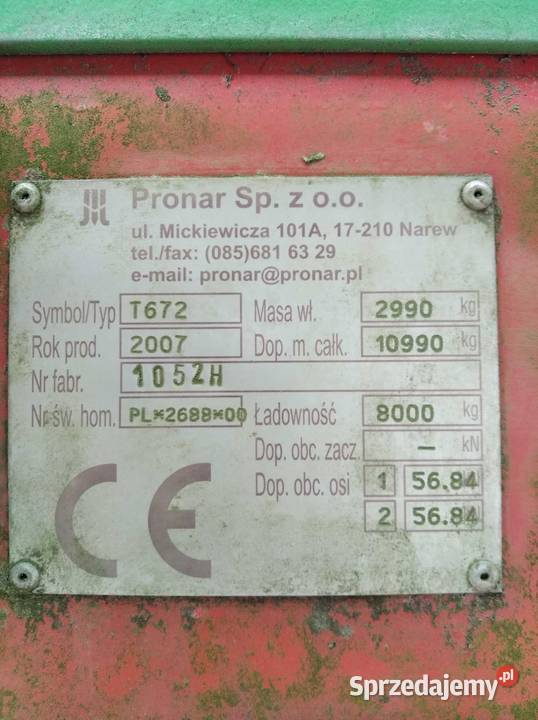 Pronar Sp. z o.o.
ul. Mickiewicza 101A, 17-210 Narew
tel./fax: (085)681 63 29
e-mail: pronar@pronar.pl
Symbol/Typ T672 Masa wł. 2990 kg
Rok prod. 2007 Dop. m. całk. 10990 kg
Nr fabr. 1052H
Nr św. hom. PL*2688*00 Ładowność 8000 kg
Dop. obc. zacz. – kN
Dop. obc. osi 1 56.84
2 56.84
CE
Sprzedajemy.pl